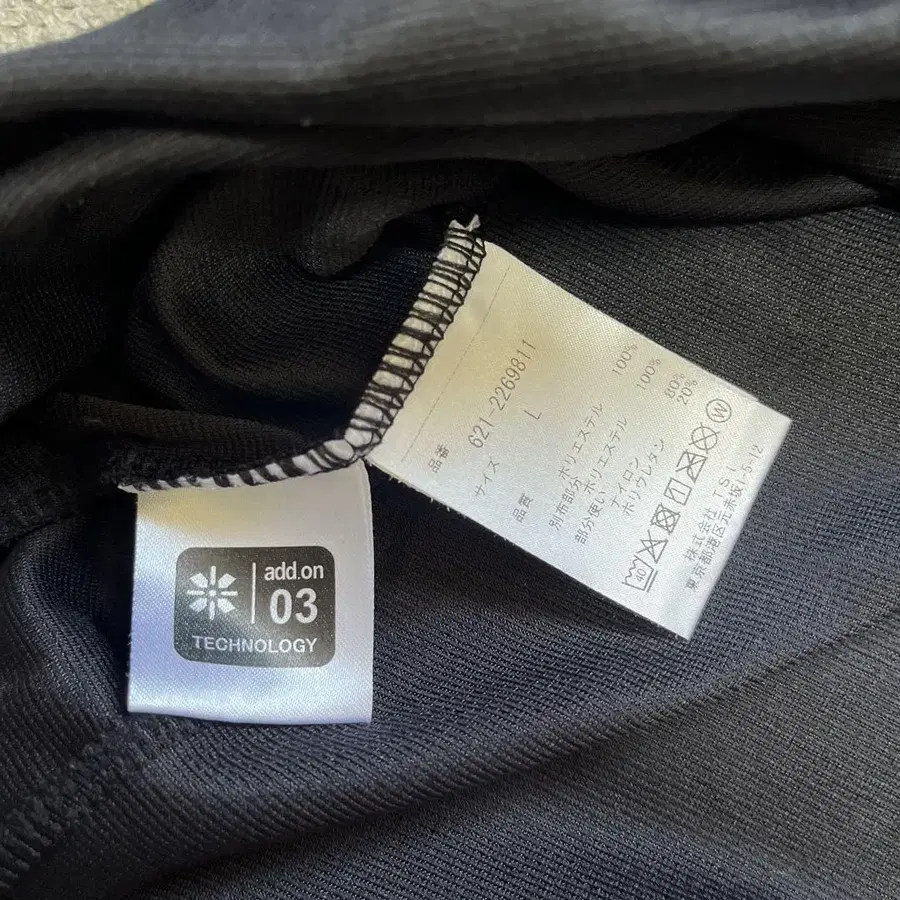 品番
621-2269811
サイズ L
品質
ポリエステル 100%
別布部分 ポリエステル 100%
部分使い ナイロン 80%
ポリウレタン 20%
40
W
株式会社 TSI
東京都港区元赤坂1-5-12
add.on
03
TECHNOLOGY